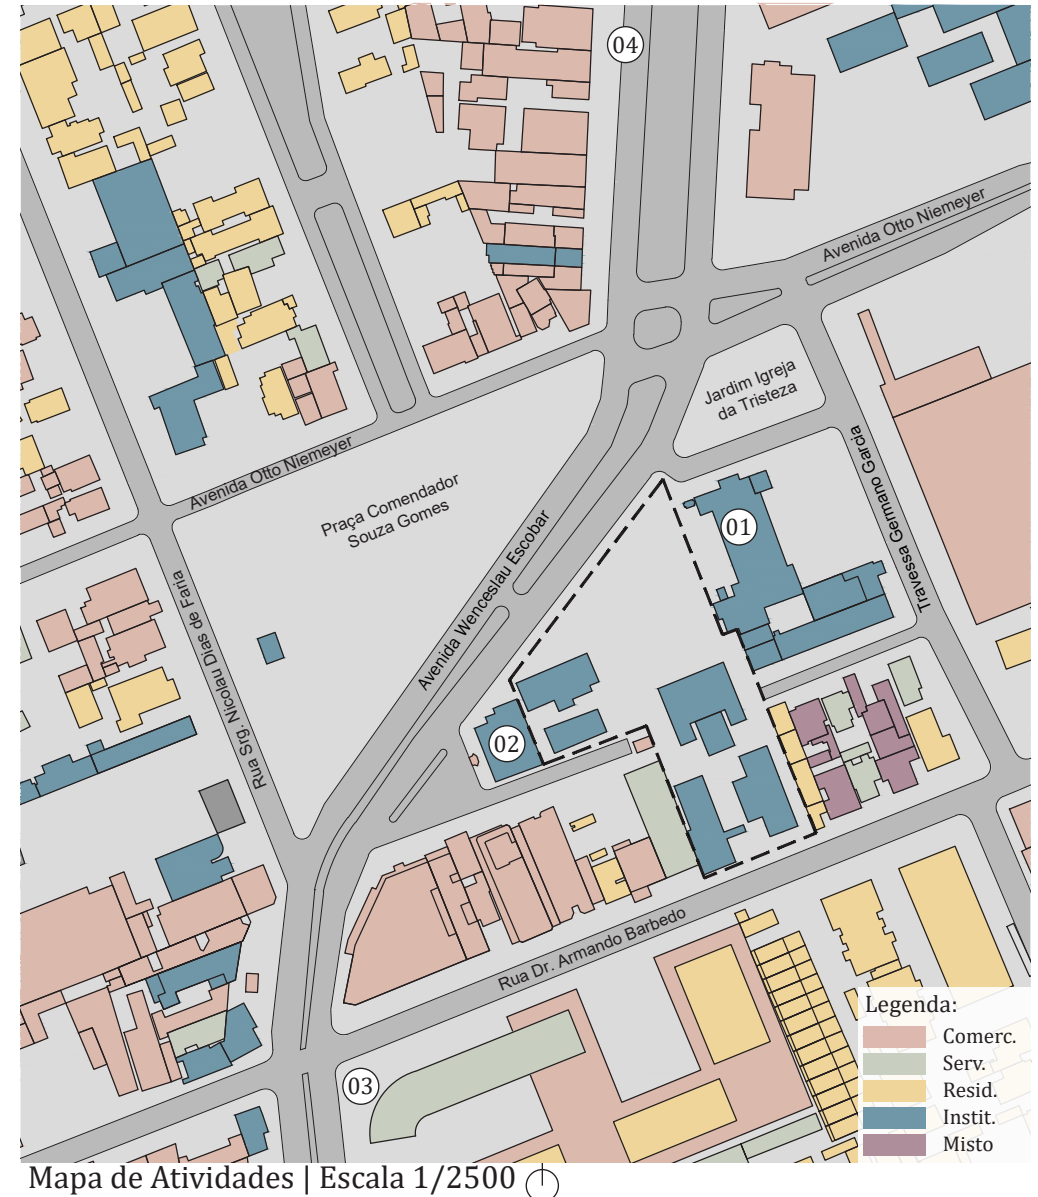 04
Avenida Otto Niemeyer
Jardim Igreja
da Tristeza
Avenida Otto Niemeyer
Praça Comendador
Souza Gomes
Travessa Germano Garcia
01
Avenida Wenceslau Escobar
Rua Srg. Nicolau Dias de Faria
02
Rua Dr. Armando Barbedo
03
Legenda:
Comerc.
Serv.
Resid.
Instit.
Misto
Mapa de Atividades | Escala 1/2500